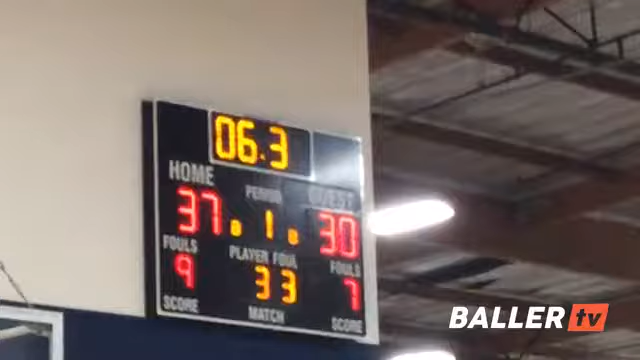 06.3
HOME PERIOD GUEST
37 1 30
FOULS PLAYER FOUL FOULS
9 33 7
SCORE MATCH SCORE
BALLER tv